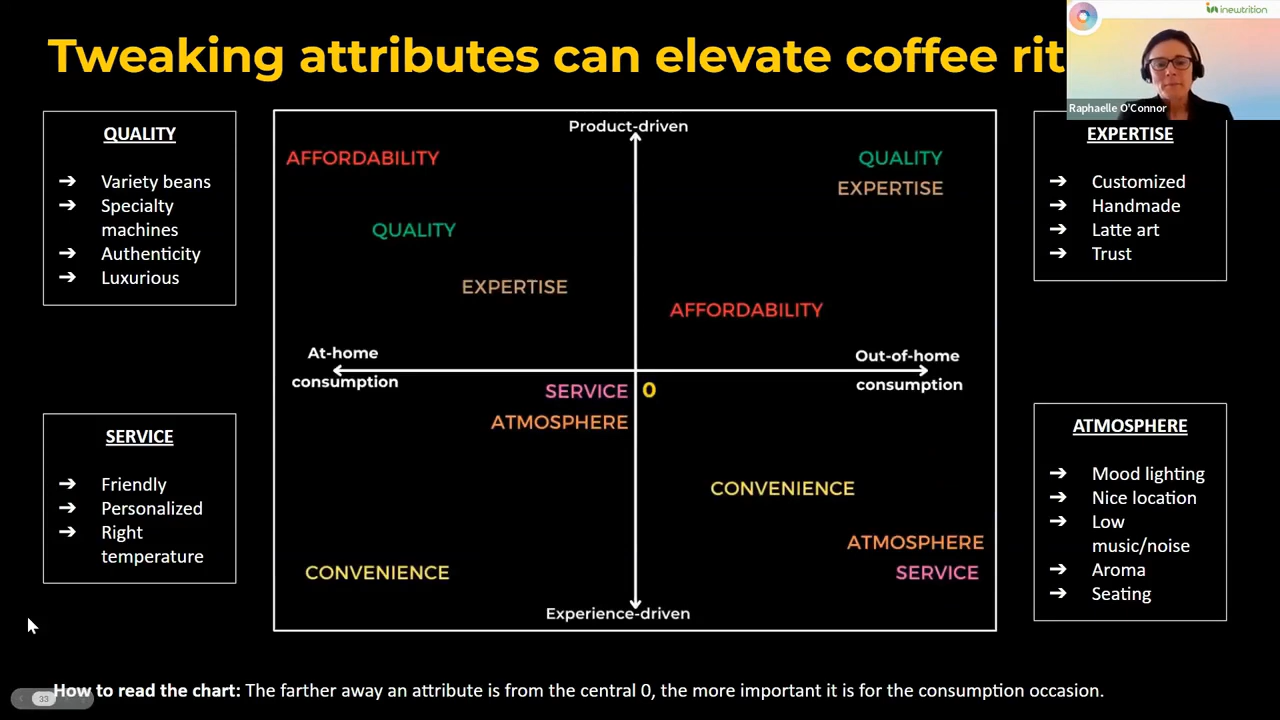 Tweaking attributes can elevate coffee rit
inewtrition
Raphaelle O'Connor
QUALITY
➔ Variety beans
➔ Specialty
machines
➔ Authenticity
➔ Luxurious
SERVICE
➔ Friendly
➔ Personalized
➔ Right
temperature
Product-driven
AFFORDABILITY
QUALITY
EXPERTISE
QUALITY
EXPERTISE
AFFORDABILITY
At-home
consumption
Out-of-home
consumption
SERVICE
0
ATMOSPHERE
CONVENIENCE
ATMOSPHERE
CONVENIENCE
SERVICE
Experience-driven
EXPERTISE
➔ Customized
➔ Handmade
➔ Latte art
➔ Trust
ATMOSPHERE
➔ Mood lighting
➔ Nice location
➔ Low
music/noise
➔ Aroma
➔ Seating
33
How to read the chart: The farther away an attribute is from the central 0, the more important it is for the consumption occasion.